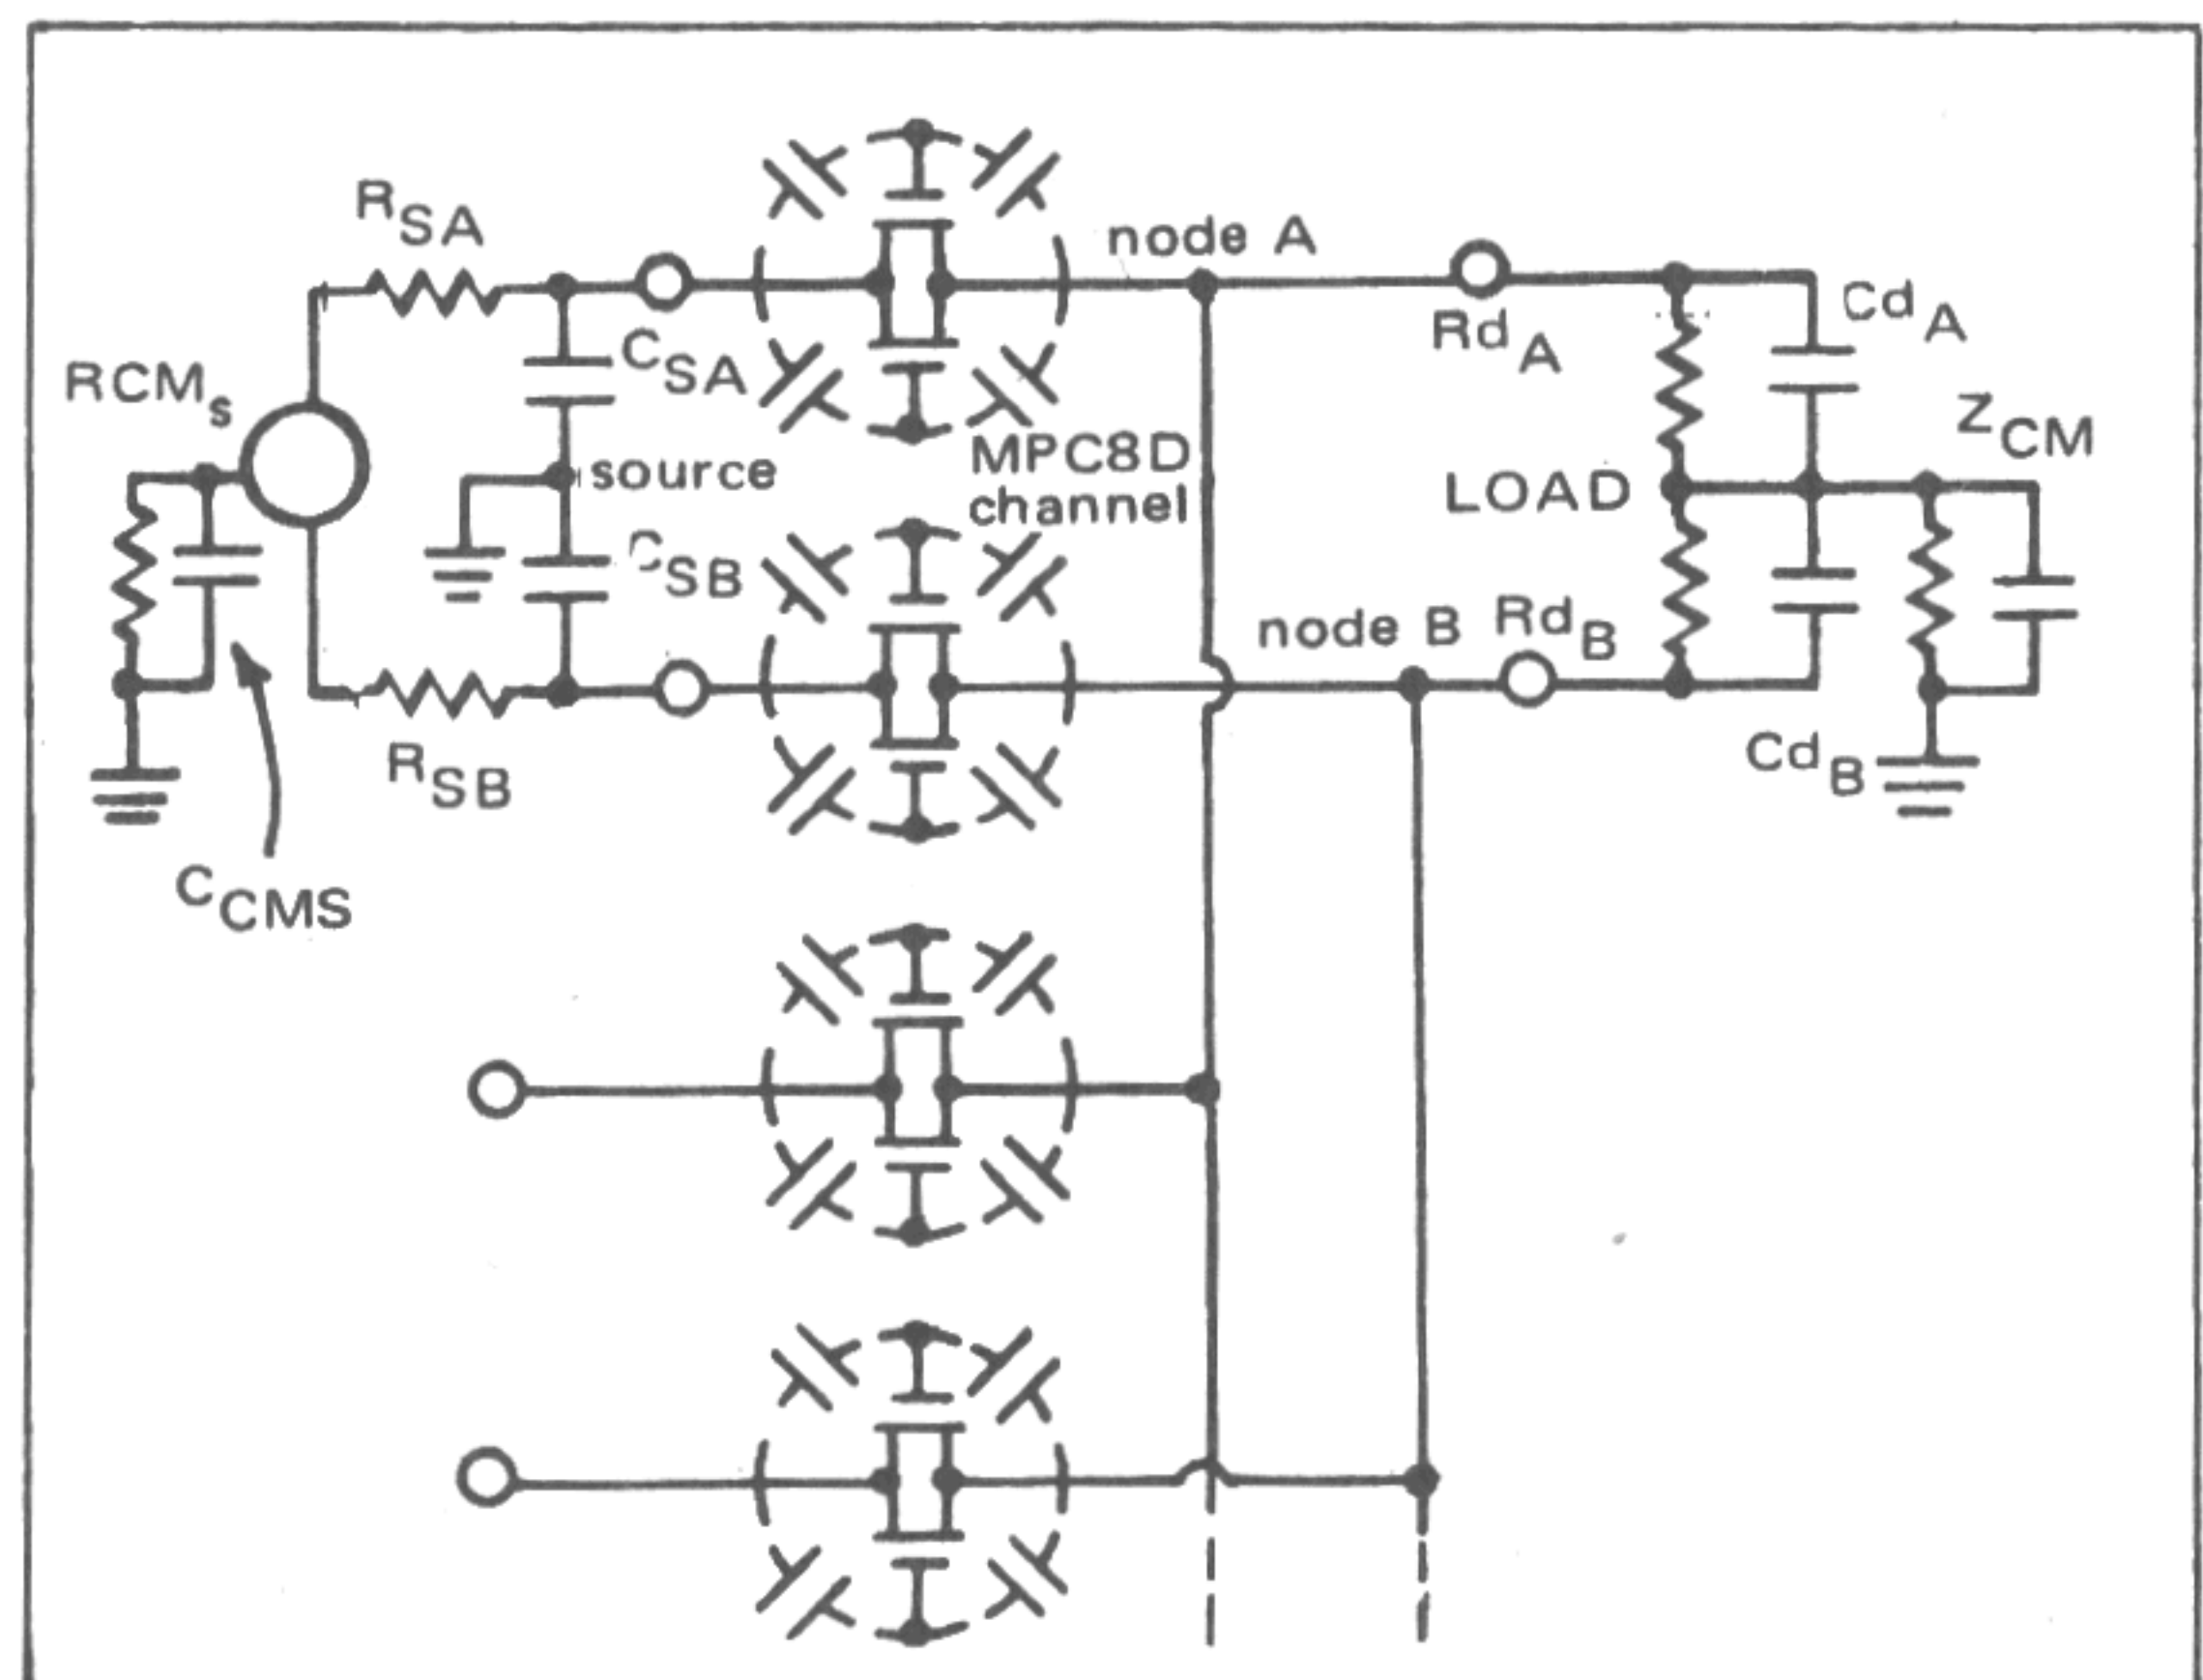 RSA
node A
CdA
RdA
CSA
RCMs
ZCM
MPC8D
channel
source
LOAD
CSB
node B
RdB
RSB
CdB
CCMS